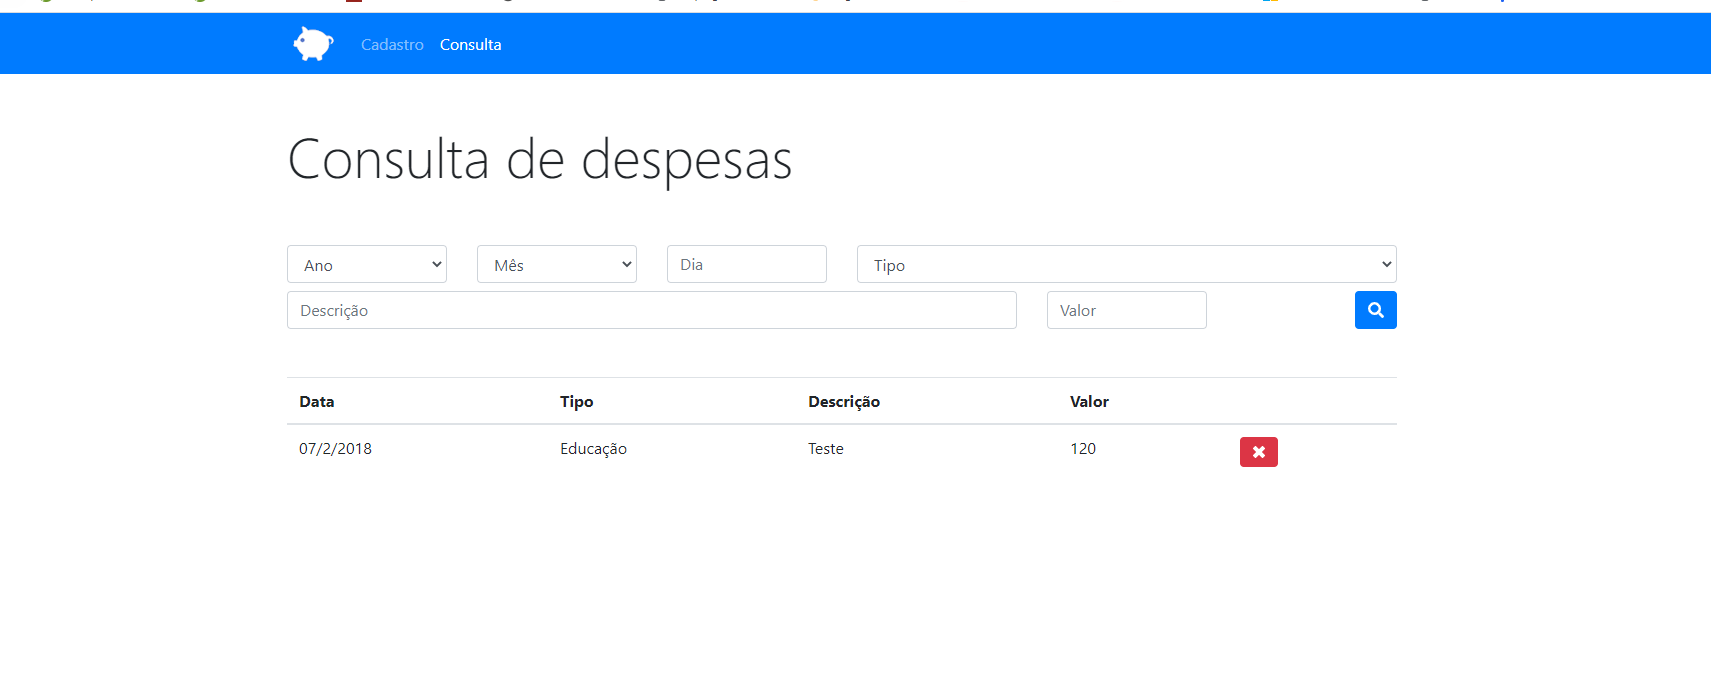 Cadastro Consulta
Consulta de despesas
Ano Mês Dia Tipo
Descrição Valor
Data Tipo Descrição Valor
07/2/2018 Educação Teste 120